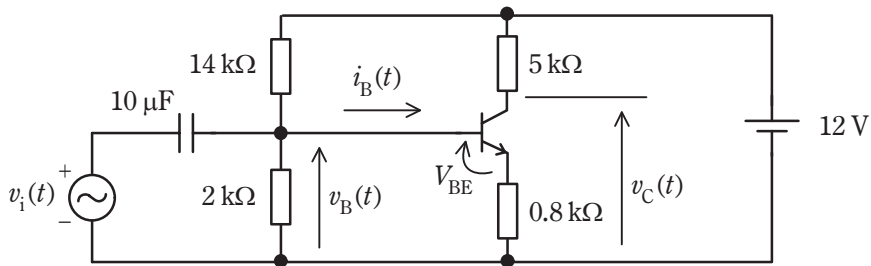 14 kΩ
5 kΩ
i_B(t)
10 μF
12 V
+
v_i(t)
−
2 kΩ
v_B(t)
V_BE
v_C(t)
0.8 kΩ